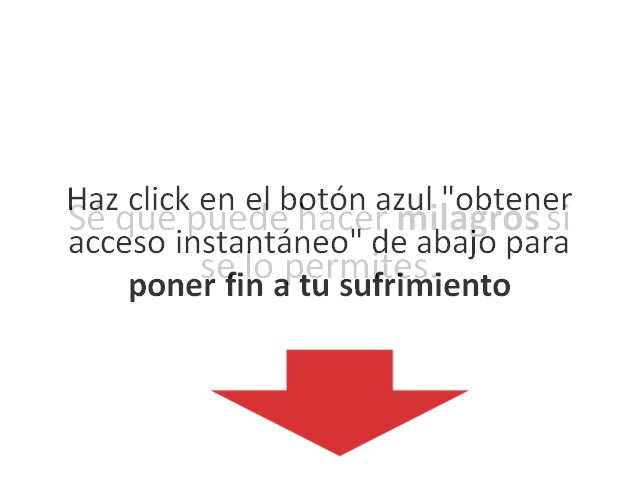 Haz click en el botón azul "obtener
Sé que puede hacer milagros si
acceso instantáneo" de abajo para
se lo permites.
poner fin a tu sufrimiento